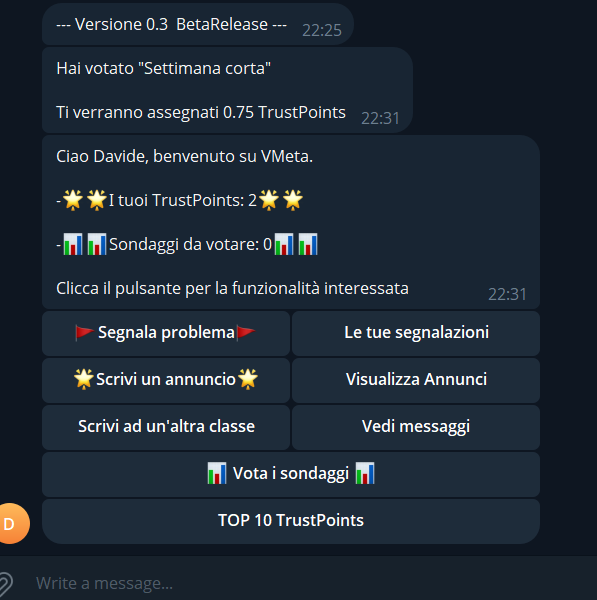 --- Versione 0.3 BetaRelease --- 22:25
Hai votato "Settimana corta"
Ti verranno assegnati 0.75 TrustPoints 22:31
Ciao Davide, benvenuto su VMeta.
-🌟🌟I tuoi TrustPoints: 2🌟🌟
-📊📊Sondaggi da votare: 0📊📊
Clicca il pulsante per la funzionalità interessata 22:31
🚩Segnala problema🚩 Le tue segnalazioni
🌟Scrivi un annuncio🌟 Visualizza Annunci
Scrivi ad un'altra classe Vedi messaggi
📊 Vota i sondaggi 📊
D
TOP 10 TrustPoints
Write a message...